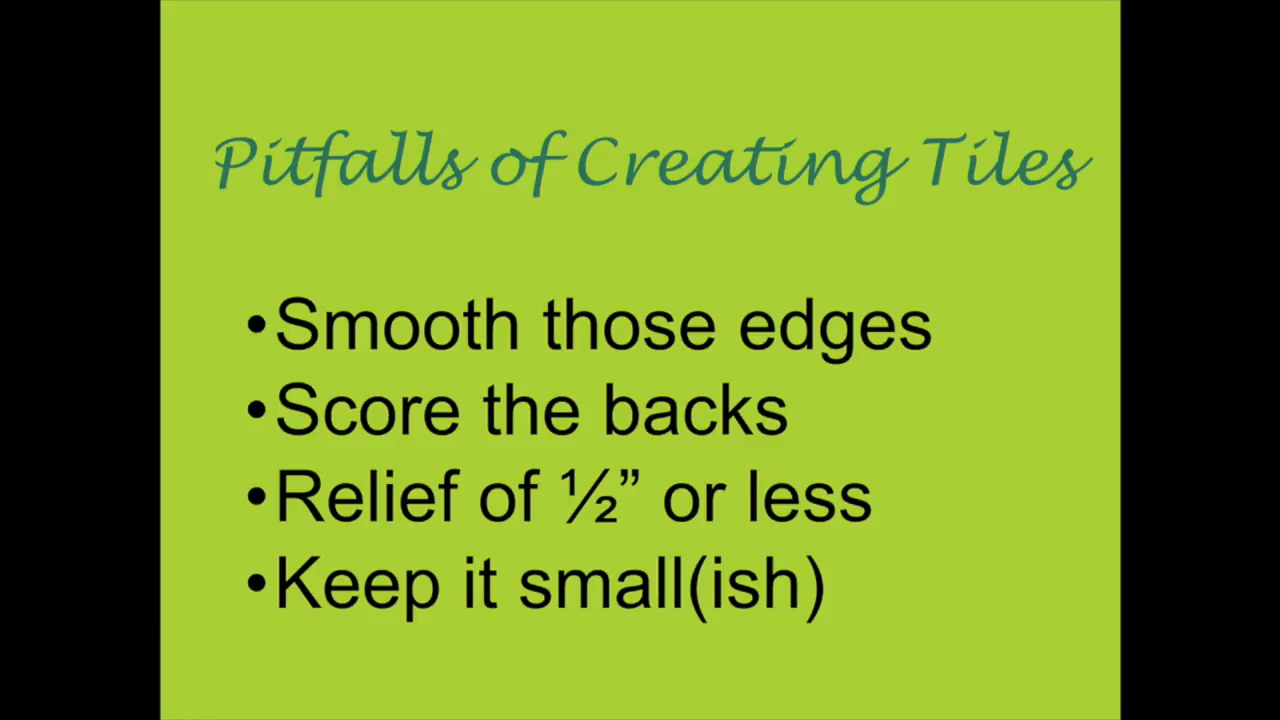 Pitfalls of Creating Tiles
•Smooth those edges
•Score the backs
•Relief of ½” or less
•Keep it small(ish)